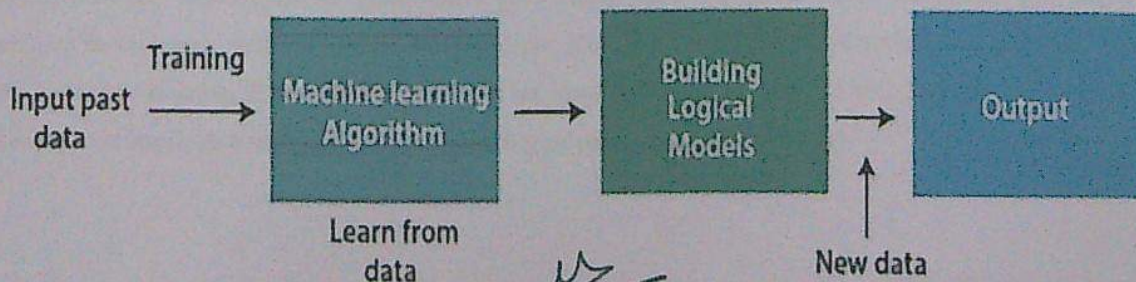 Training
Input past
data
Machine learning
Algorithm
Learn from
data
Building
Logical
Models
New data
Output